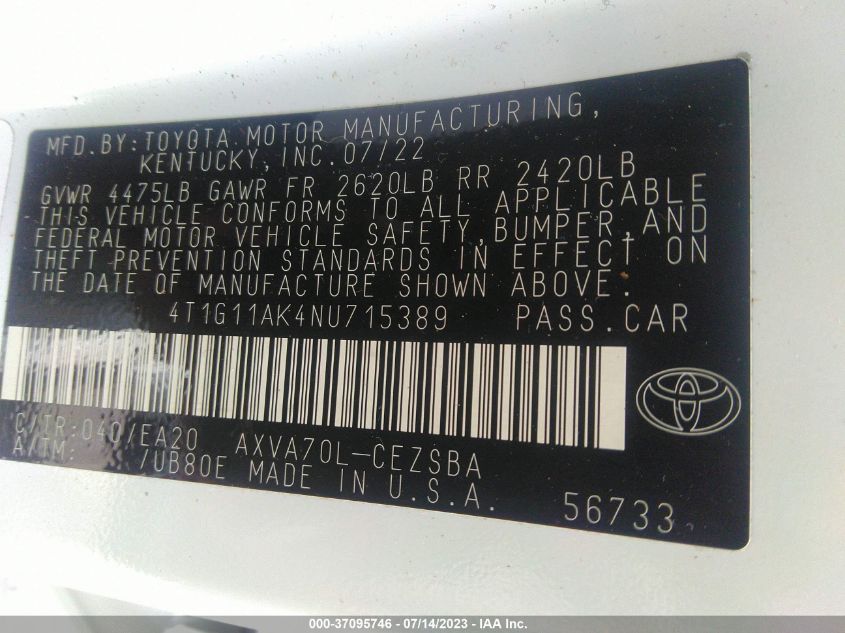 MFD.BY:TOYOTA MOTOR MANUFACTURING,
KENTUCKY, INC.07/22
GVWR 4475LB GAWR FR 2620LB RR 2420LB
THIS VEHICLE CONFORMS TO ALL APPLICABLE
FEDERAL MOTOR VEHICLE SAFETY, BUMPER, AND
THEFT PREVENTION STANDARDS IN EFFECT ON
THE DATE OF MANUFACTURE SHOWN ABOVE.
4T1G11AK4NU715389 PASS.CAR
C/TR:040/EA20 AXVA70L-CEZSBA
A/TM: /UB80E MADE IN U.S.A. 56733
000-37095746 - 07/14/2023 - IAA Inc.